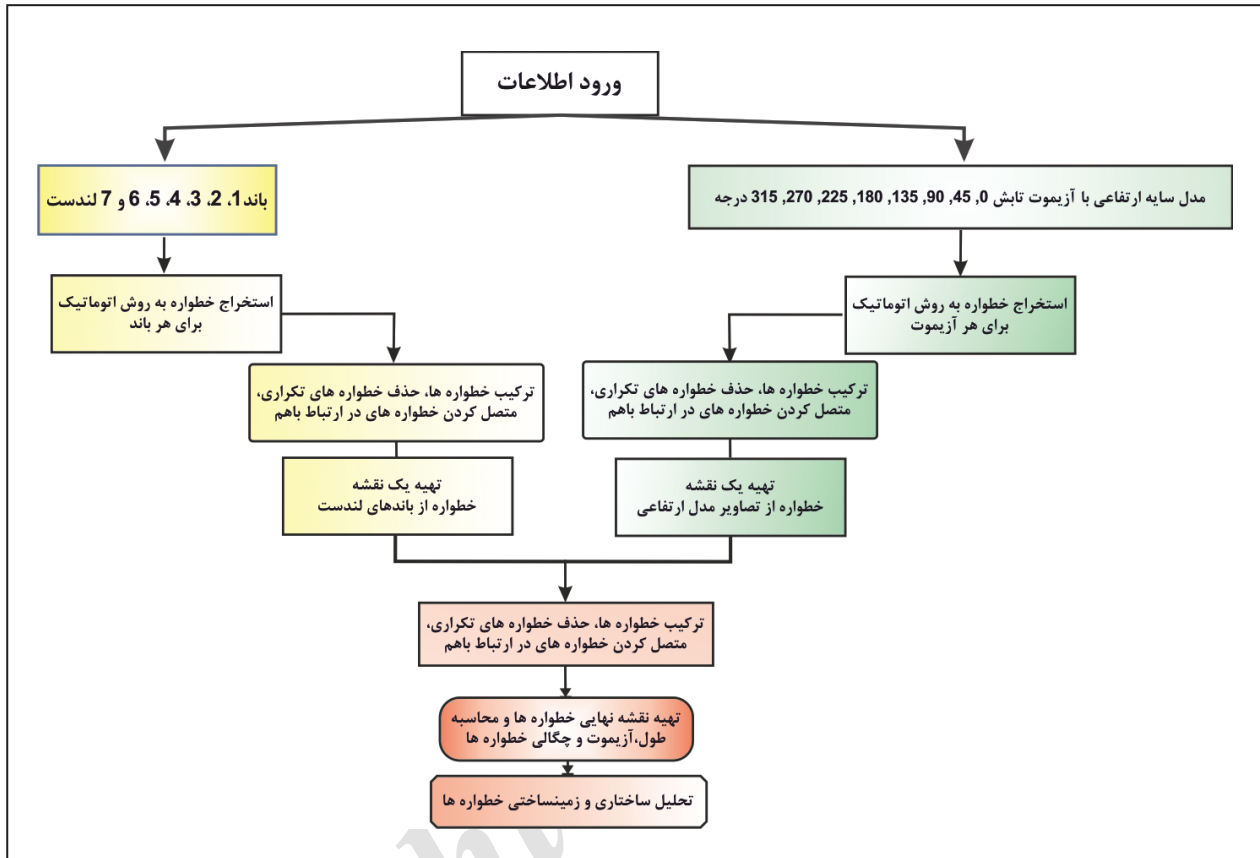 ورود اطلاعات
مدل سایه ارتفاعی با آزیموت تابش 0, 45, 90, 135, 180, 225, 270, 315 درجه
باند1، 2، 3، 4، 5، 6 و 7 لندست
استخراج خطواره به روش اتوماتیک
برای هر آزیموت
استخراج خطواره به روش اتوماتیک
برای هر باند
ترکیب خطواره ها، حذف خطواره های تکراری،
متصل کردن خطواره های در ارتباط باهم
ترکیب خطواره ها، حذف خطواره های تکراری،
متصل کردن خطواره های در ارتباط باهم
تهیه یک نقشه
خطواره از تصاویر مدل ارتفاعی
تهیه یک نقشه
خطواره از باندهای لندست
ترکیب خطواره ها، حذف خطواره های تکراری،
متصل کردن خطواره های در ارتباط باهم
تهیه نقشه نهایی خطواره ها و محاسبه
طول،آزیموت و چگالی خطواره ها
تحلیل ساختاری و زمینساختی خطواره ها